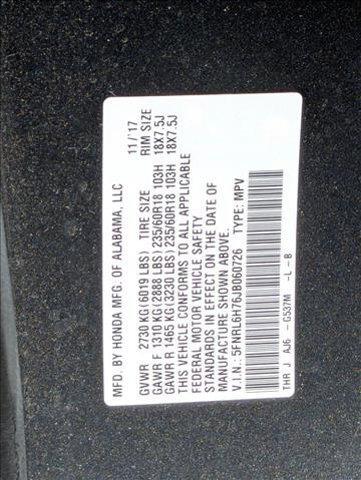 MFD. BY HONDA MFG. OF ALABAMA, LLC 11/'17
GVWR 2730 KG(6019 LBS) TIRE SIZE RIM SIZE
GAWR F 1310 KG(2888 LBS)235/60R18 103H 18X7.5J
GAWR R 1465 KG(3230 LBS)235/60R18 103H 18X7.5J
THIS VEHICLE CONFORMS TO ALL APPLICABLE
FEDERAL MOTOR VEHICLE SAFETY
STANDARDS IN EFFECT ON THE DATE OF
MANUFACTURE SHOWN ABOVE.
V.I.N.: 5FNRL6H76JB060726 TYPE: MPV
THR J AJ6 -G537M -L -B